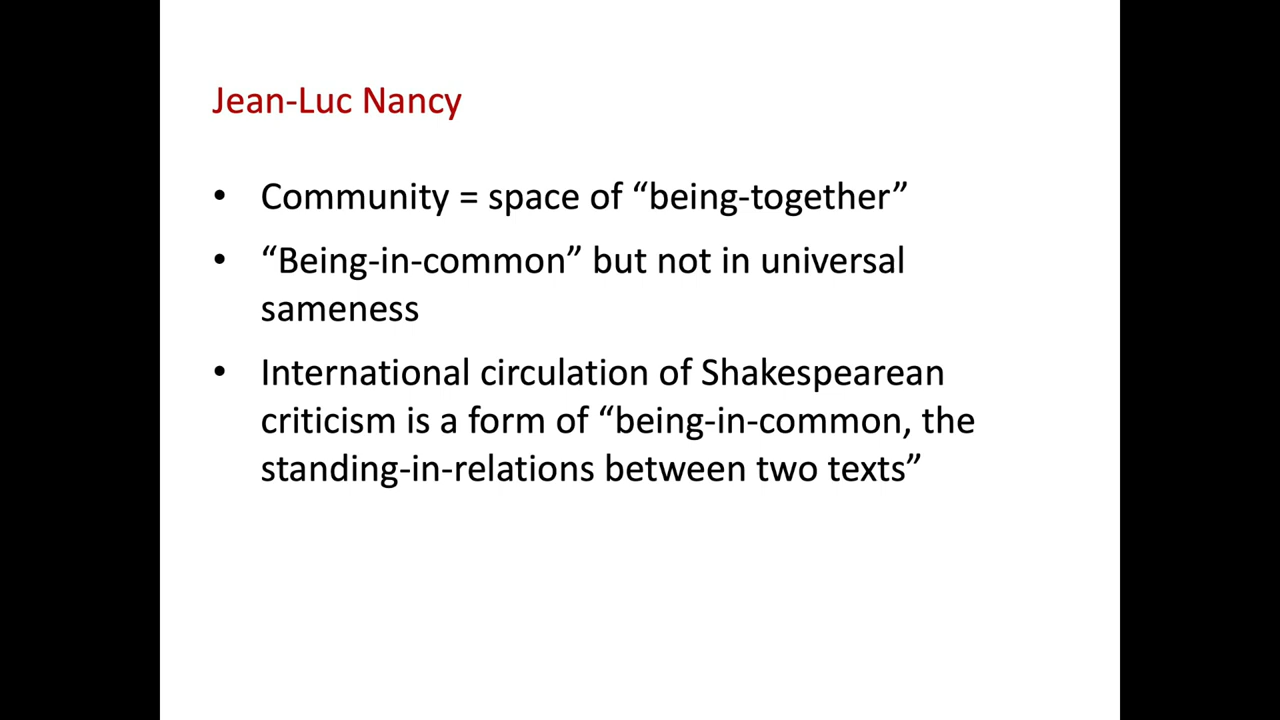 Jean-Luc Nancy
• Community = space of “being-together”
• “Being-in-common” but not in universal
sameness
• International circulation of Shakespearean
criticism is a form of “being-in-common, the
standing-in-relations between two texts”